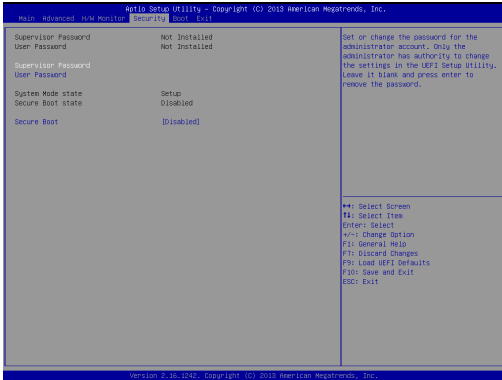 Aptio Setup Utility - Copyright (C) 2013 American Megatrends, Inc.
Main Advanced H/W Monitor Security Boot Exit
Supervisor Password Not Installed
User Password Not Installed
Supervisor Password
User Password
System Mode state Setup
Secure Boot state Disabled
Secure Boot [Disabled]
Set or change the password for the
administrator account. Only the
administrator has authority to change
the settings in the UEFI Setup Utility.
Leave it blank and press enter to
remove the password.
↔: Select Screen
↑↓: Select Item
Enter: Select
+/-: Change Option
F1: General Help
F7: Discard Changes
F9: Load UEFI Defaults
F10: Save and Exit
ESC: Exit
Version 2.16.1242. Copyright (C) 2013 American Megatrends, Inc.